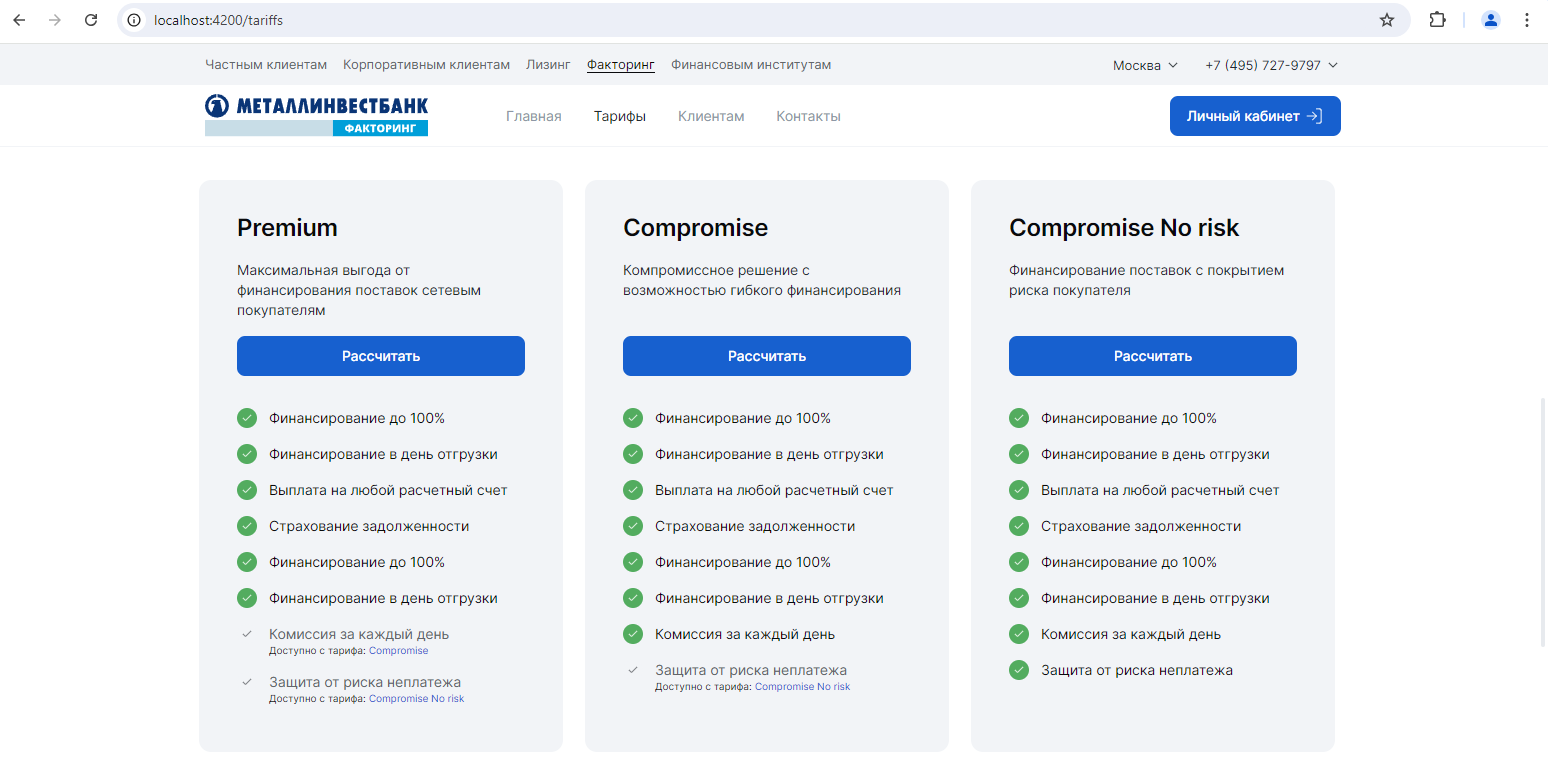 localhost:4200/tariffs
Частным клиентам Корпоративным клиентам Лизинг Факторинг Финансовым институтам Москва +7 (495) 727-9797
МЕТАЛЛИНВЕСТБАНК
ФАКТОРИНГ
Главная Тарифы Клиентам Контакты Личный кабинет
Premium
Максимальная выгода от
финансирования поставок сетевым
покупателям
Рассчитать
Финансирование до 100%
Финансирование в день отгрузки
Выплата на любой расчетный счет
Страхование задолженности
Финансирование до 100%
Финансирование в день отгрузки
Комиссия за каждый день
Доступно с тарифа: Compromise
Защита от риска неплатежа
Доступно с тарифа: Compromise No risk
Compromise
Компромиссное решение с
возможностью гибкого финансирования
Рассчитать
Финансирование до 100%
Финансирование в день отгрузки
Выплата на любой расчетный счет
Страхование задолженности
Финансирование до 100%
Финансирование в день отгрузки
Комиссия за каждый день
Защита от риска неплатежа
Доступно с тарифа: Compromise No risk
Compromise No risk
Финансирование поставок с покрытием
риска покупателя
Рассчитать
Финансирование до 100%
Финансирование в день отгрузки
Выплата на любой расчетный счет
Страхование задолженности
Финансирование до 100%
Финансирование в день отгрузки
Комиссия за каждый день
Защита от риска неплатежа